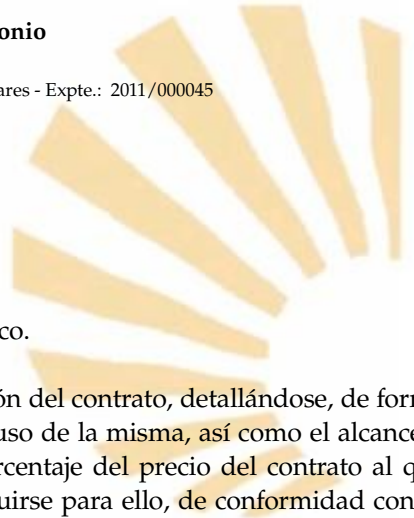 onio
ares - Expte.: 2011/000045
co.
ón del contrato, detallándose, de for
uso de la misma, así como el alcance
rcentaje del precio del contrato al q
uirse para ello, de conformidad con